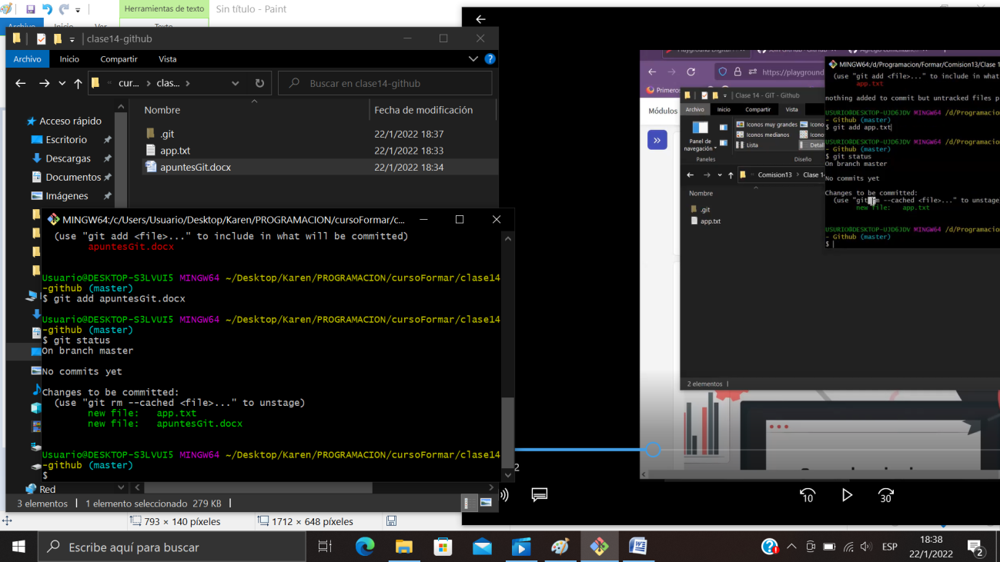 Herramientas de texto
Sin título - Paint
Archivo
Inicio
Ver
Texto
clase14-github
Archivo
Inicio
Compartir
Vista
cur...
clas...
Buscar en clase14-github
Nombre
Fecha de modificación
Acceso rápido
Escritorio
Descargas
Documentos
Imágenes
.git
22/1/2022 18:37
app.txt
22/1/2022 18:33
apuntesGit.docx
22/1/2022 18:34
MINGW64:/c/Users/Usuario/Desktop/Karen/PROGRAMACION/cursoFormar/c...
(use "git add <file>..." to include in what will be committed)
apuntesGit.docx
Usuario@DESKTOP-S3LVUI5 MINGW64 ~/Desktop/Karen/PROGRAMACION/cursoFormar/clase14
-github (master)
$ git add apuntesGit.docx
Usuario@DESKTOP-S3LVUI5 MINGW64 ~/Desktop/Karen/PROGRAMACION/cursoFormar/clase14
-github (master)
$ git status
On branch master
No commits yet
Changes to be committed:
(use "git rm --cached <file>..." to unstage)
new file: app.txt
new file: apuntesGit.docx
Usuario@DESKTOP-S3LVUI5 MINGW64 ~/Desktop/Karen/PROGRAMACION/cursoFormar/clase14
-github (master)
$
Red
3 elementos
1 elemento seleccionado 279 KB
793 × 140 píxeles
1712 × 648 píxeles
https://playground
Primeros
Módulos
Clase 14 - GIT - Github
Archivo
Inicio
Compartir
Vista
Panel de
navegación
Iconos muy grandes
Iconos medianos
Lista
Paneles
Diseño
Comision13
Clase 14
Nombre
.git
app.txt
2 elementos
MINGW64:/d/Programacion/Formar/Comision13/Clase 1
(use "git add <file>..." to include in what
app.txt
nothing added to commit but untracked files p
USURIO@DESKTOP-UJD6JDV MINGW64 /d/Programacio
- Github (master)
$ git add app.txt
USURIO@DESKTOP-UJD6JDV MINGW64 /d/Programacio
- Github (master)
$ git status
On branch master
No commits yet
Changes to be committed:
(use "git rm --cached <file>..." to unstage
new file: app.txt
USURIO@DESKTOP-UJD6JDV MINGW64 /d/Programacio
- Github (master)
$
10
30
Escribe aquí para buscar
ESP
18:38
22/1/2022
2